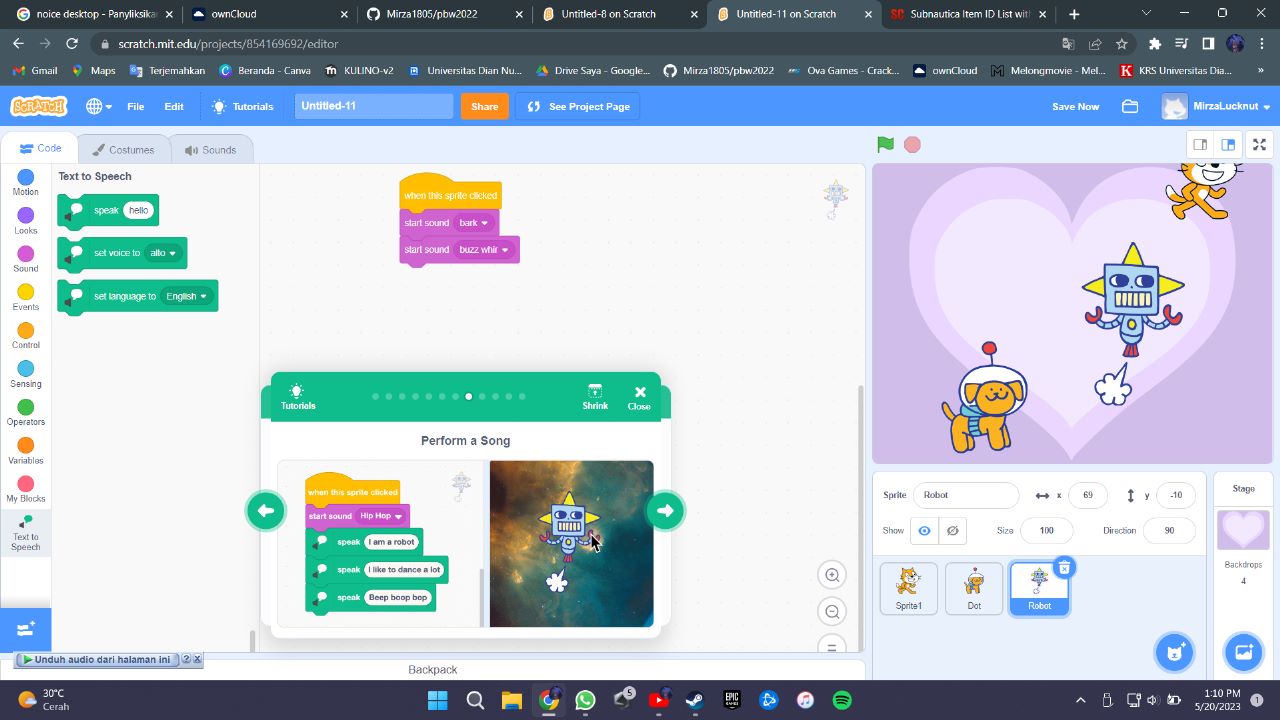 noice desktop - Panyliksikar
ownCloud
Mirza1805/pbw2022
Untitled-8 on Scratch
Untitled-11 on Scratch
Subnautica Item ID List with
scratch.mit.edu/projects/854169692/editor
Gmail
Maps
Terjemahkan
Beranda - Canva
KULINO-v2
Universitas Dian Nu...
Drive Saya - Google...
Mirza1805/pbw2022
Ova Games - Crack...
ownCloud
Melongmovie - Mel...
KRS Universitas Dia...
»
SCRATCH
File
Edit
Tutorials
Untitled-11
Share
See Project Page
Save Now
MirzaLucknut
Code
Costumes
Sounds
Motion
Looks
Sound
Events
Control
Sensing
Operators
Variables
My Blocks
Text to
Speech
Text to Speech
speak hello
set voice to alto
set language to English
when this sprite clicked
start sound bark
start sound buzz whir
Tutorials
Shrink
Close
Perform a Song
when this sprite clicked
start sound Hip Hop
speak I am a robot
speak I like to dance a lot
speak Beep boop bep
Backpack
Unduh audio dari halaman ini ? X
Sprite Robot x 69 y -10
Show Size 100 Direction 90
Sprite1
Dot
Robot
Stage
Backdrops
4
30°C
Cerah
5
EPIC
GAMES
1:10 PM
5/20/2023
1